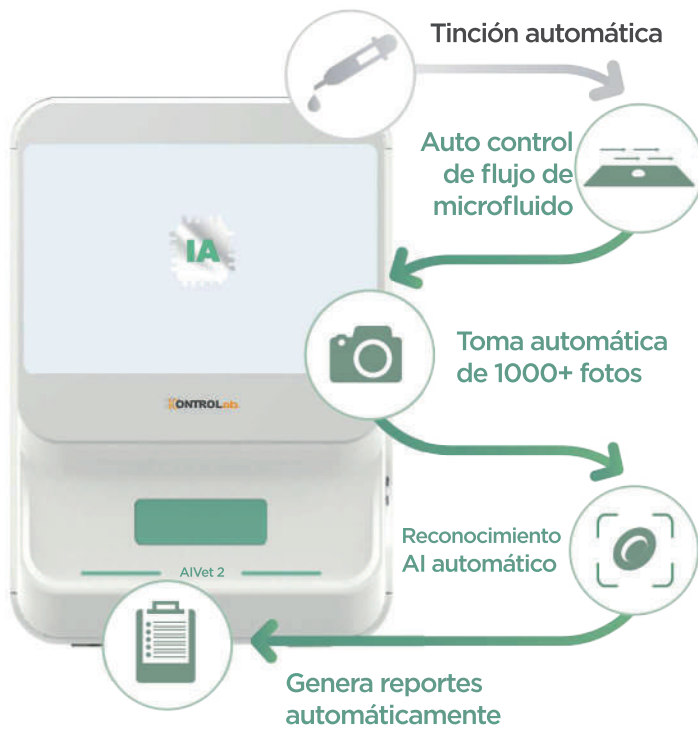 Tinción automática
Auto control
de flujo de
microfluido
IA
Toma automática
de 1000+ fotos
CONTROLLab
Reconocimiento
AI automático
AIVet 2
Genera reportes
automáticamente